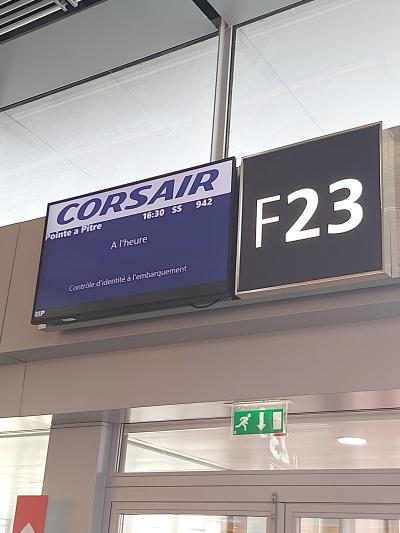 CORSAIR
16:30 SS 942
Pointe a Pitre
A l'heure
Contrôle d'identité à l'embarquement
F23